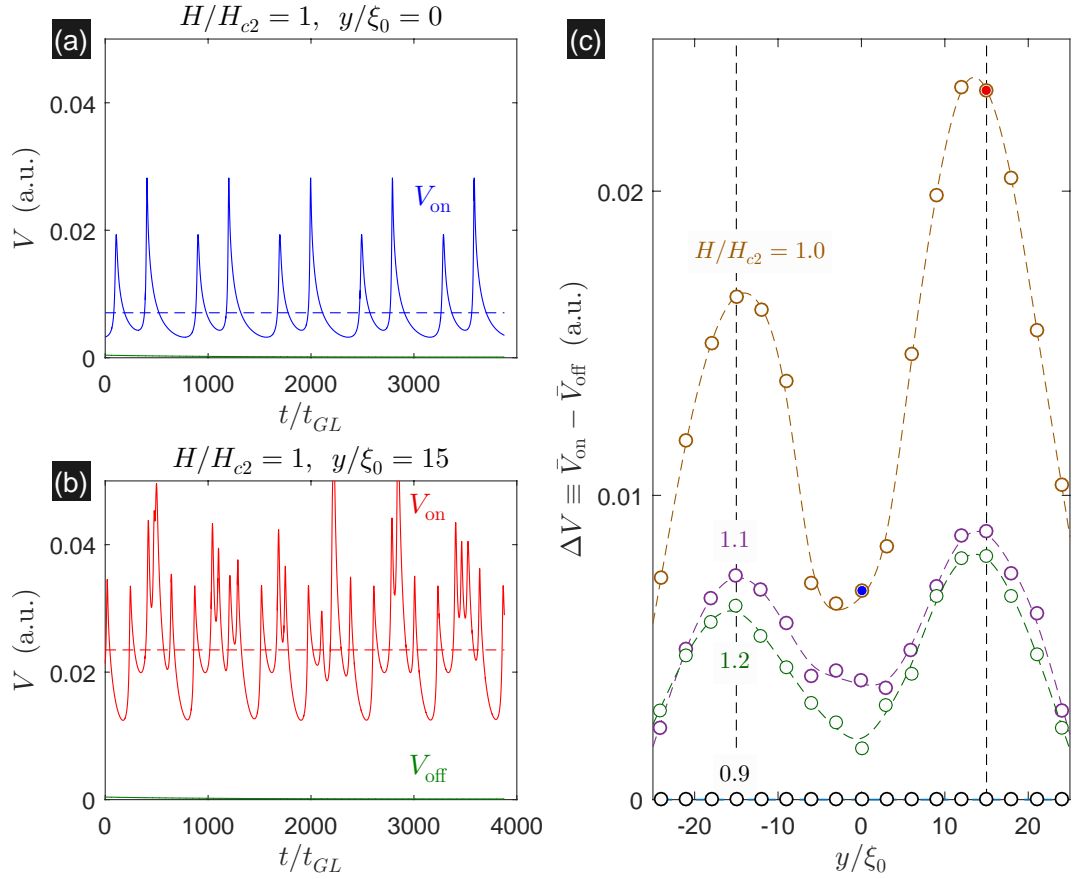 (a)
H/H_{c2} = 1, y/ξ_0 = 0
0.04
0.02
0
V (a.u.)
V_on
0 1000 2000 3000 4000
t/t_{GL}
(b)
H/H_{c2} = 1, y/ξ_0 = 15
0.04
0.02
0
V (a.u.)
V_on
V_off
0 1000 2000 3000 4000
t/t_{GL}
(c)
0.02
0.01
0
ΔV ≡ V̄_on − V̄_off (a.u.)
H/H_{c2} = 1.0
1.1
1.2
0.9
-20 -10 0 10 20
y/ξ_0